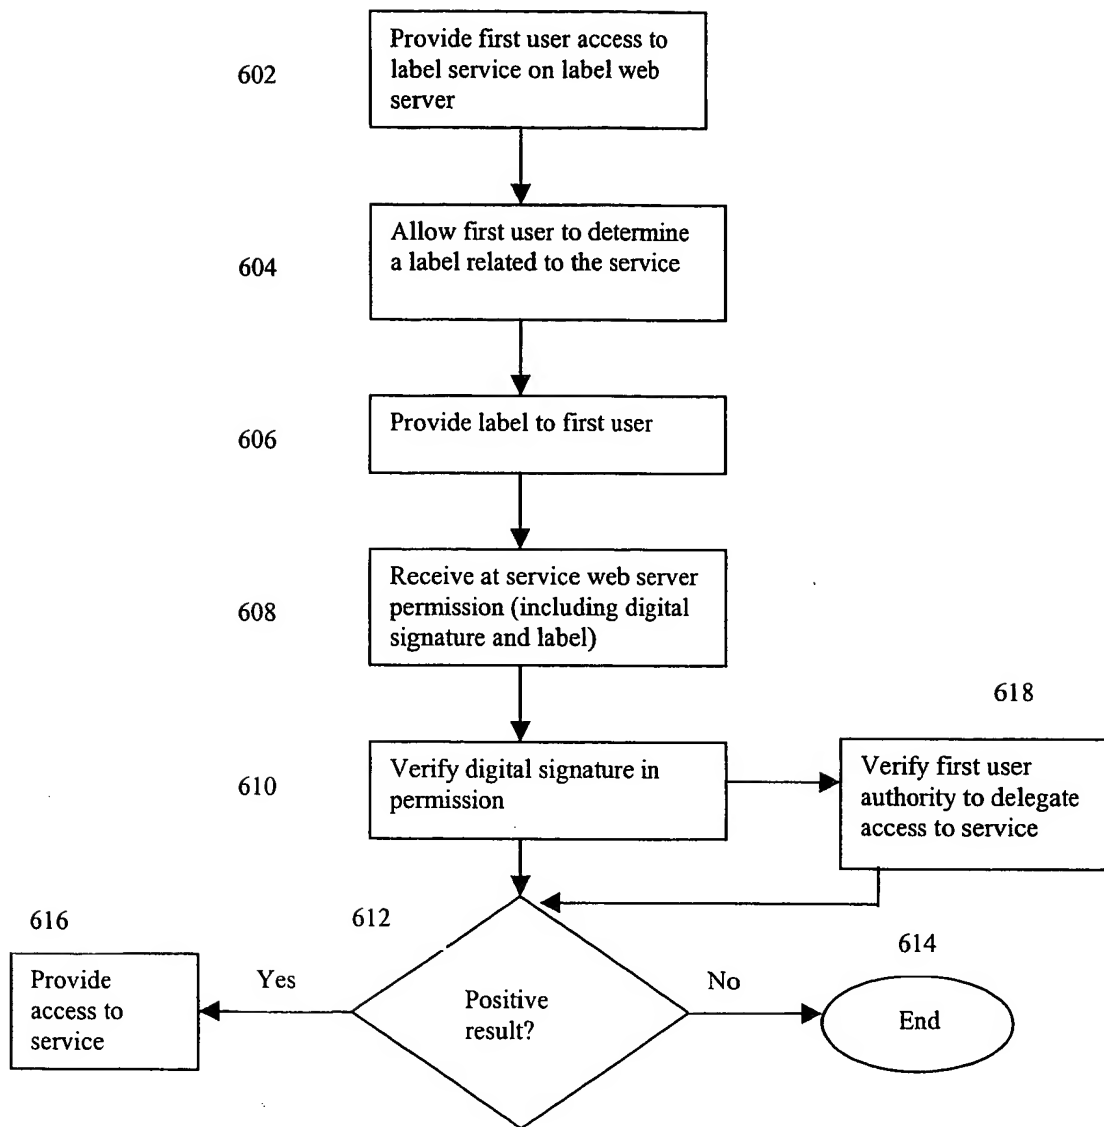 Provide first user access to
label service on label web
server
602
Allow first user to determine
a label related to the service
604
Provide label to first user
606
Receive at service web server
permission (including digital
signature and label)
608
618
Verify digital signature in
permission
610
Verify first user
authority to delegate
access to service
616
612
614
Provide
access to
service
Yes
Positive
result?
No
End